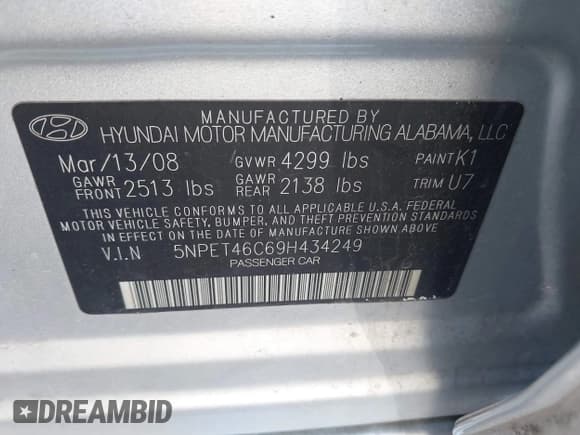 MANUFACTURED BY
HYUNDAI MOTOR MANUFACTURING ALABAMA, LLC
Mar/13/08 GVWR 4299 lbs PAINT K1
GAWR FRONT 2513 lbs GAWR REAR 2138 lbs TRIM U7
THIS VEHICLE CONFORMS TO ALL APPLICABLE U.S.A. FEDERAL
MOTOR VEHICLE SAFETY, BUMPER, AND THEFT PREVENTION STANDARDS
IN EFFECT ON THE DATE OF MANUFACTURE SHOWN ABOVE.
V.I.N 5NPET46C69H434249
PASSENGER CAR
DREAMBID